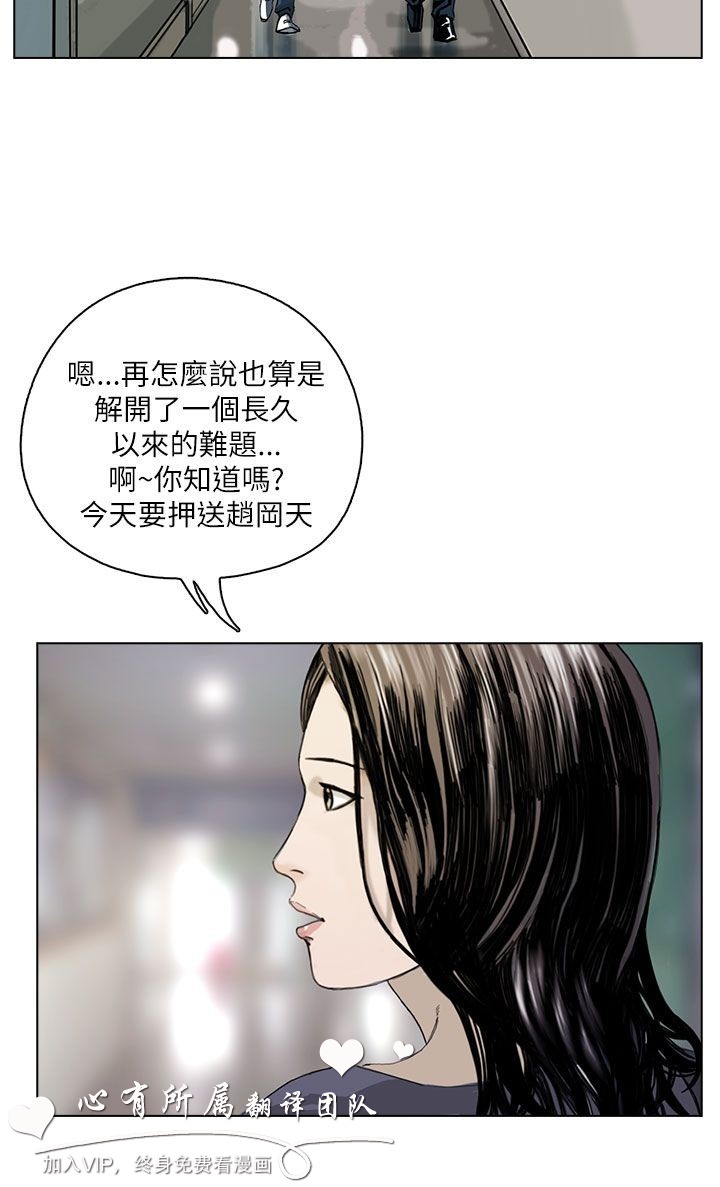 嗯...再怎麼說也算是
解開了一個長久
以來的難題...
啊~你知道嗎?
今天要押送趙岡天
心有所属翻译团队
加入VIP，终身免费看漫画